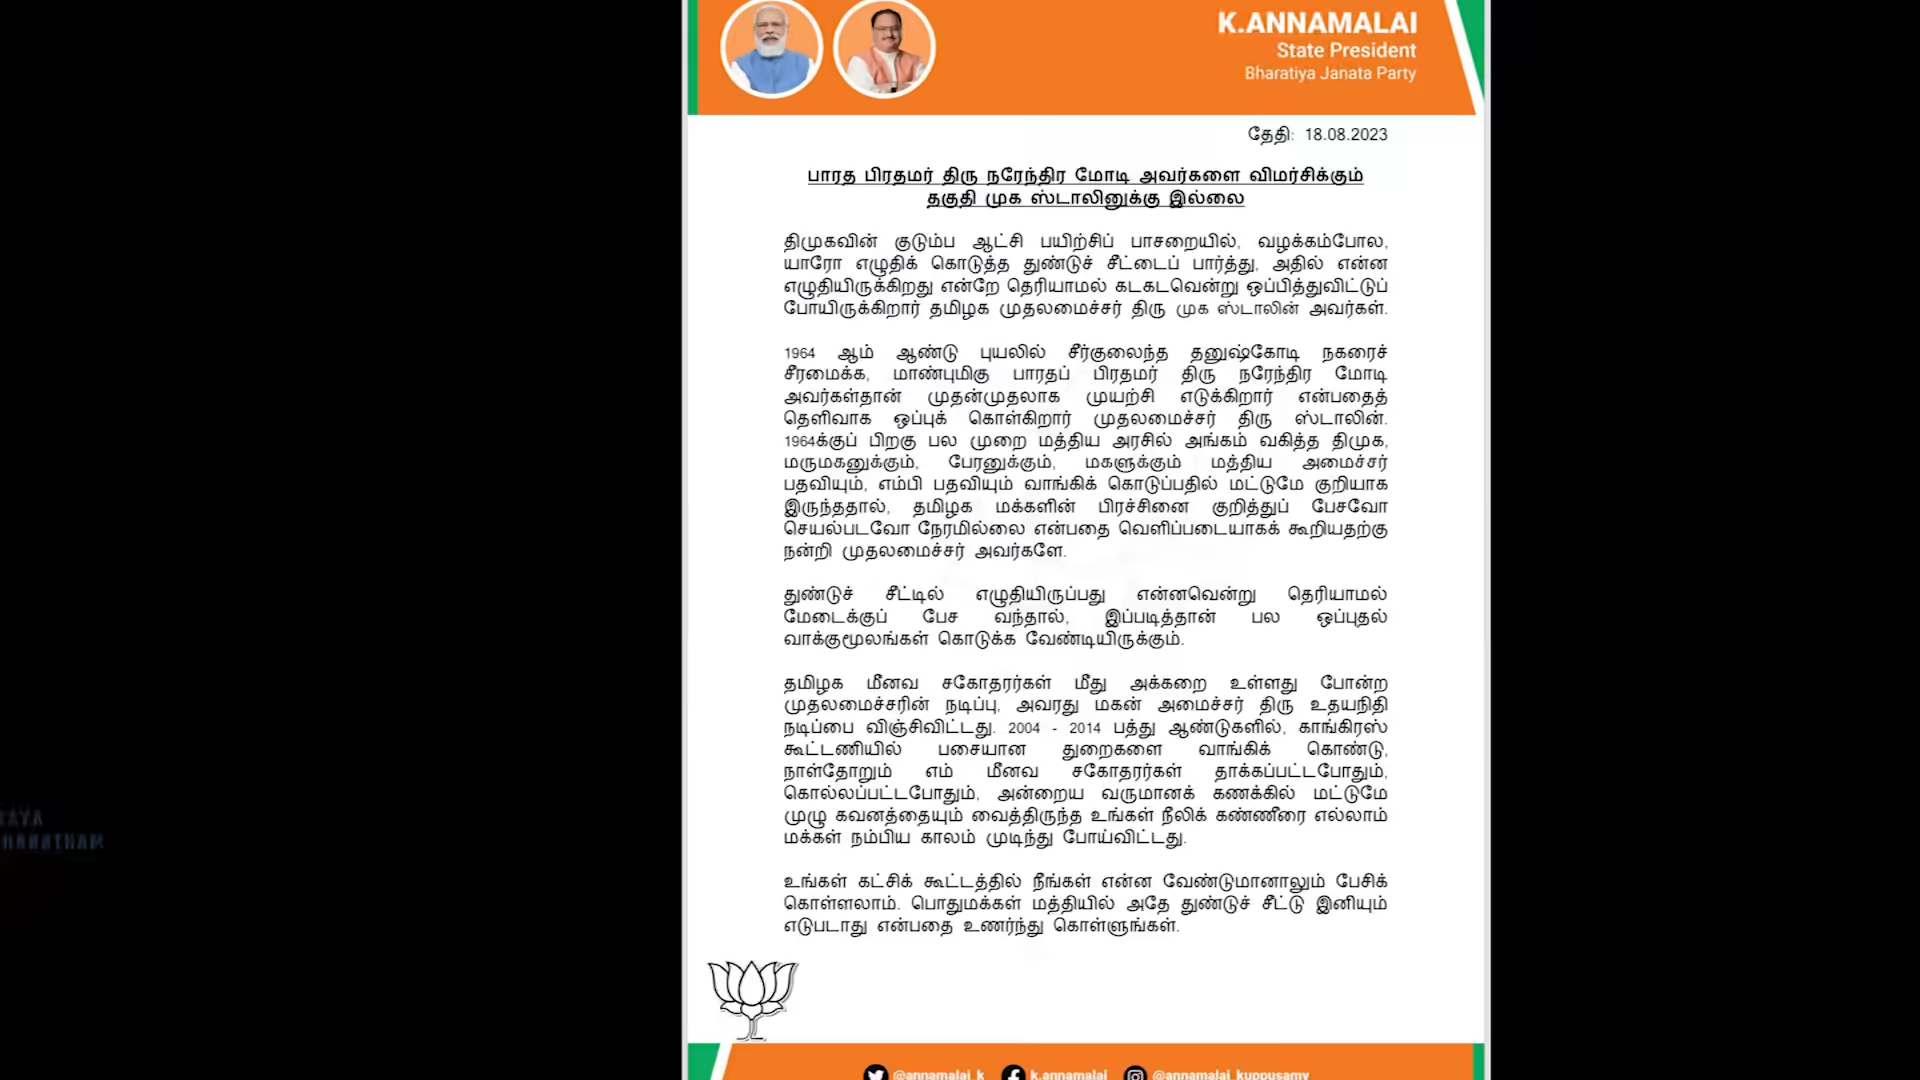 K.ANNAMALAI
State President
Bharatiya Janata Party
தேதி: 18.08.2023
பாரத பிரதமர் திரு நரேந்திர மோடி அவர்களை விமர்சிக்கும்
தகுதி முக ஸ்டாலினுக்கு இல்லை
திமுகவின் குடும்ப ஆட்சி பயிற்சிப் பாசறையில், வழக்கம்போல,
யாரோ எழுதிக் கொடுத்த துண்டுச் சீட்டைப் பார்த்து, அதில் என்ன
எழுதியிருக்கிறது என்றே தெரியாமல் கடகடவென்று ஒப்பித்துவிட்டுப்
போயிருக்கிறார் தமிழக முதலமைச்சர் திரு முக ஸ்டாலின் அவர்கள்.
1964 ஆம் ஆண்டு புயலில் சீர்குலைந்த தனுஷ்கோடி நகரைச்
சீரமைக்க, மாண்புமிகு பாரதப் பிரதமர் திரு நரேந்திர மோடி
அவர்கள்தான் முதன்முதலாக முயற்சி எடுக்கிறார் என்பதைத்
தெளிவாக ஒப்புக் கொள்கிறார் முதலமைச்சர் திரு ஸ்டாலின்.
1964க்குப் பிறகு பல முறை மத்திய அரசில் அங்கம் வகித்த திமுக,
மருமகனுக்கும், பேரனுக்கும், மகளுக்கும் மத்திய அமைச்சர்
பதவியும், எம்பி பதவியும் வாங்கிக் கொடுப்பதில் மட்டுமே குறியாக
இருந்ததால், தமிழக மக்களின் பிரச்சினை குறித்துப் பேசவோ
செயல்படவோ நேரமில்லை என்பதை வெளிப்படையாகக் கூறியதற்கு
நன்றி முதலமைச்சர் அவர்களே.
துண்டுச் சீட்டில் எழுதியிருப்பது என்னவென்று தெரியாமல்
மேடைக்குப் பேச வந்தால், இப்படித்தான் பல ஒப்புதல்
வாக்குமூலங்கள் கொடுக்க வேண்டியிருக்கும்.
தமிழக மீனவ சகோதரர்கள் மீது அக்கறை உள்ளது போன்ற
முதலமைச்சரின் நடிப்பு, அவரது மகன் அமைச்சர் திரு உதயநிதி
நடிப்பை விஞ்சிவிட்டது. 2004 - 2014 பத்து ஆண்டுகளில், காங்கிரஸ்
கூட்டணியில் பசையான துறைகளை வாங்கிக் கொண்டு,
நாள்தோறும் எம் மீனவ சகோதரர்கள் தாக்கப்பட்டபோதும்,
கொல்லப்பட்டபோதும், அன்றைய வருமானக் கணக்கில் மட்டுமே
முழு கவனத்தையும் வைத்திருந்த உங்கள் நீலிக் கண்ணீரை எல்லாம்
மக்கள் நம்பிய காலம் முடிந்து போய்விட்டது.
உங்கள் கட்சிக் கூட்டத்தில் நீங்கள் என்ன வேண்டுமானாலும் பேசிக்
கொள்ளலாம். பொதுமக்கள் மத்தியில் அதே துண்டுச் சீட்டு இனியும்
எடுபடாது என்பதை உணர்ந்து கொள்ளுங்கள்.
@annamalai_k k.annamalai @annamalai_kuppusamy